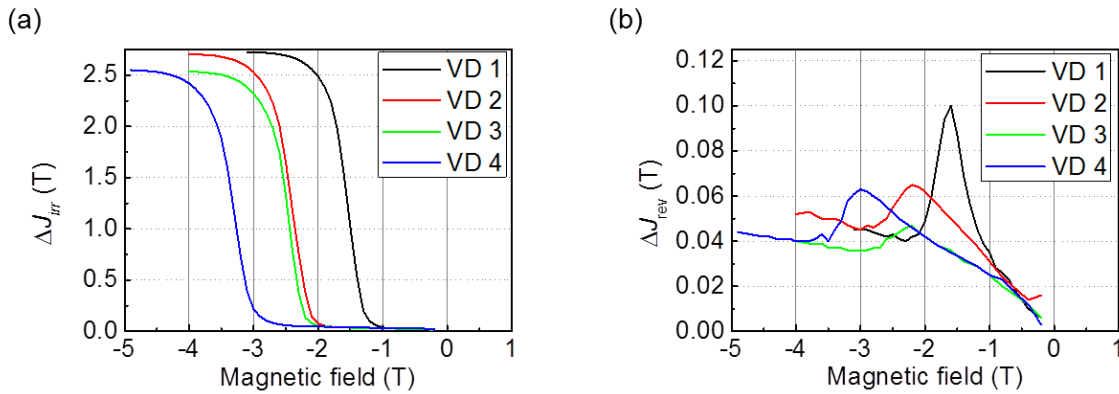 (a)
ΔJirr (T)
2.5
2.0
1.5
1.0
0.5
0.0
-5 -4 -3 -2 -1 0 1
Magnetic field (T)
VD 1
VD 2
VD 3
VD 4
(b)
ΔJrev (T)
0.12
0.10
0.08
0.06
0.04
0.02
0.00
-5 -4 -3 -2 -1 0 1
Magnetic field (T)
VD 1
VD 2
VD 3
VD 4